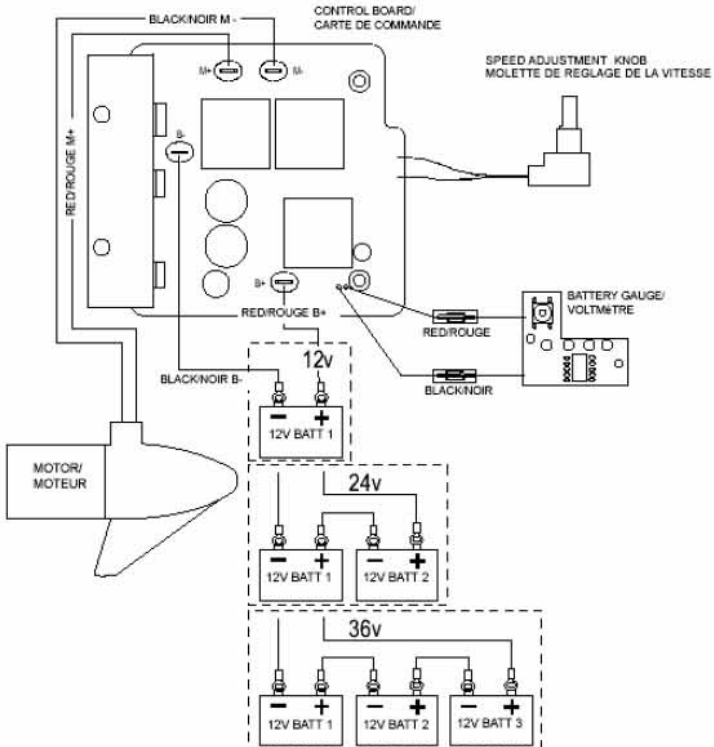 BLACK/NOIR M -
CONTROL BOARD/
CARTE DE COMMANDE
SPEED ADJUSTMENT KNOB
MOLETTE DE REGLAGE DE LA VITESSE
M+
M-
B-
RED/ROUGE M+
B+
RED/ROUGE B+
BATTERY GAUGE/
VOLTMèTRE
RED/ROUGE
BLACK/NOIR
BLACK/NOIR B-
12v
- +
12V BATT 1
MOTOR/
MOTEUR
24v
- + - +
12V BATT 1 12V BATT 2
36v
- + - + - +
12V BATT 1 12V BATT 2 12V BATT 3